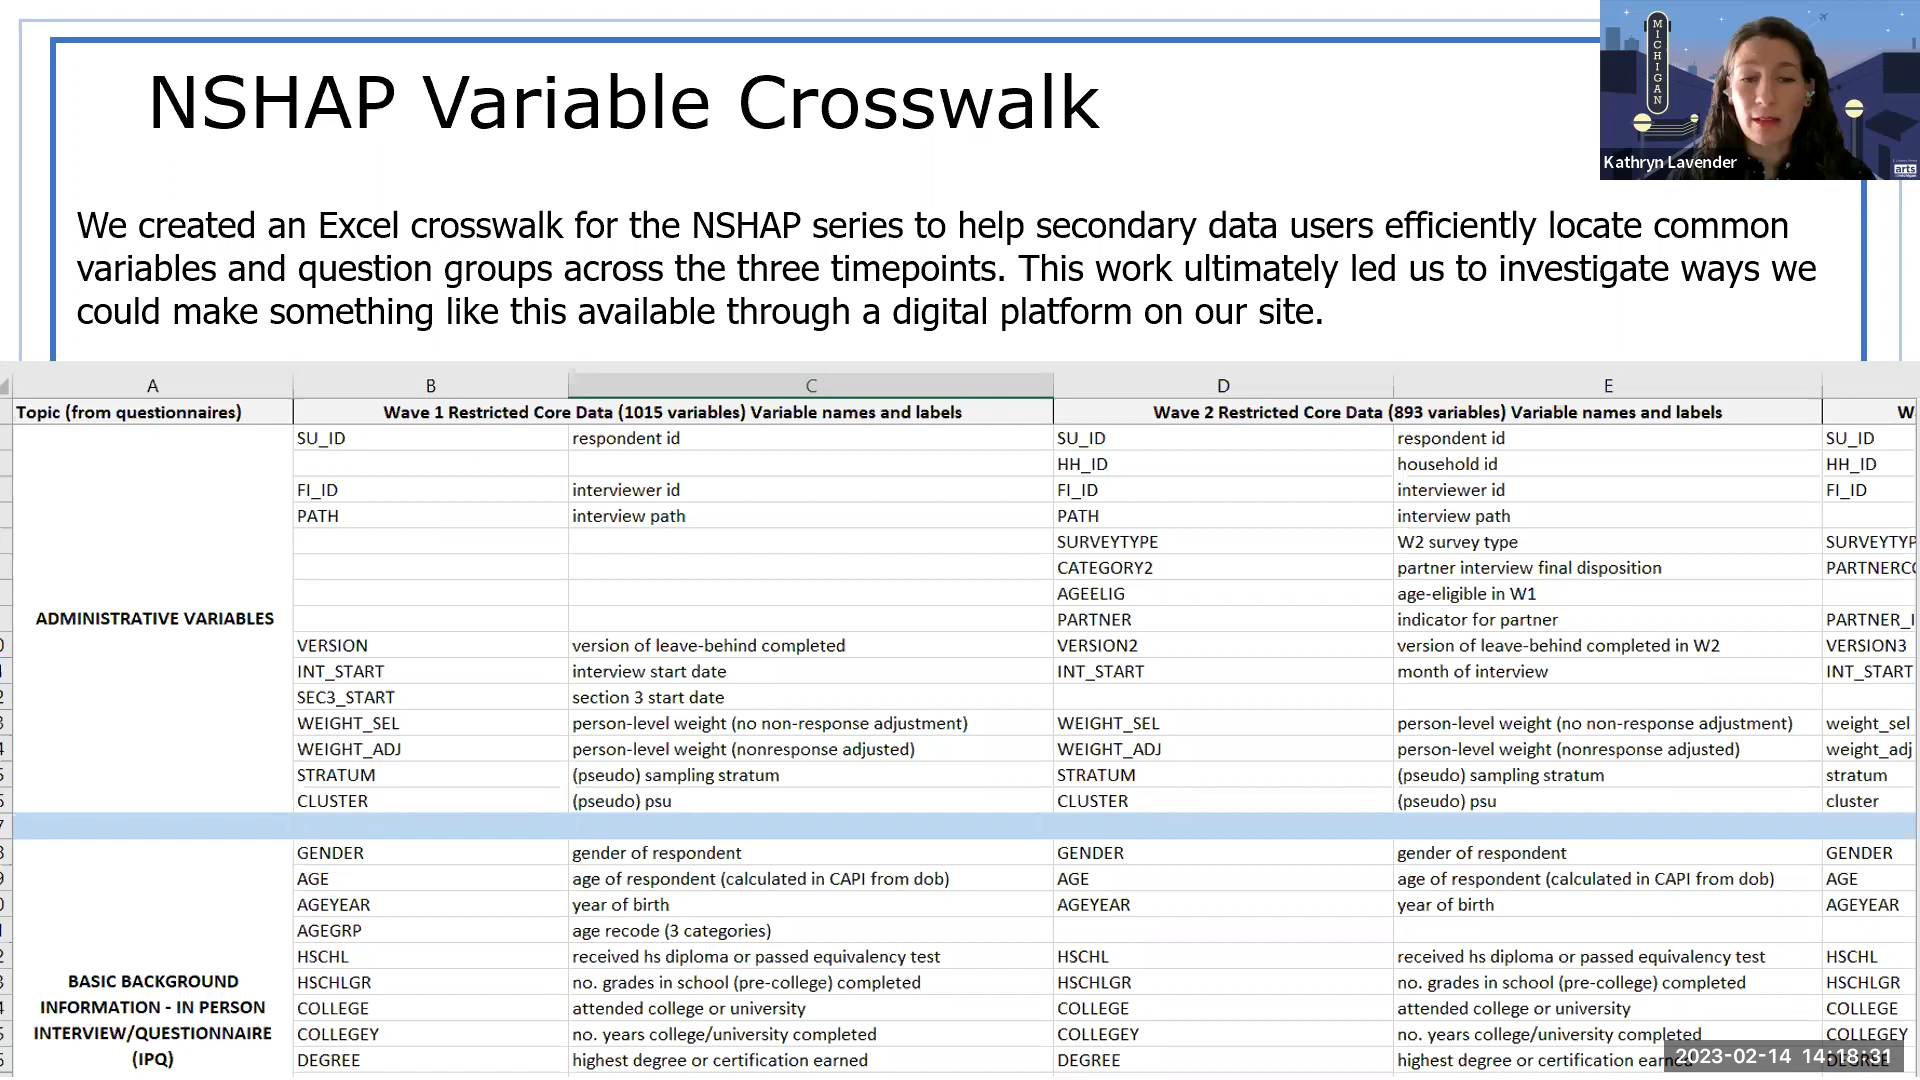 NSHAP Variable Crosswalk
MICHIGAN
Kathryn Lavender
arts
We created an Excel crosswalk for the NSHAP series to help secondary data users efficiently locate common
variables and question groups across the three timepoints. This work ultimately led us to investigate ways we
could make something like this available through a digital platform on our site.
A B C D E
Topic (from questionnaires) Wave 1 Restricted Core Data (1015 variables) Variable names and labels Wave 2 Restricted Core Data (893 variables) Variable names and labels W
SU_ID respondent id SU_ID respondent id SU_ID
HH_ID household id HH_ID
FI_ID interviewer id FI_ID interviewer id FI_ID
PATH interview path PATH interview path
SURVEYTYPE W2 survey type SURVEYTYP
CATEGORY2 partner interview final disposition PARTNERC
AGEELIG age-eligible in W1
ADMINISTRATIVE VARIABLES PARTNER indicator for partner PARTNER_I
VERSION version of leave-behind completed VERSION2 version of leave-behind completed in W2 VERSION3
INT_START interview start date INT_START month of interview INT_START
SEC3_START section 3 start date
WEIGHT_SEL person-level weight (no non-response adjustment) WEIGHT_SEL person-level weight (no non-response adjustment) weight_sel
WEIGHT_ADJ person-level weight (nonresponse adjusted) WEIGHT_ADJ person-level weight (nonresponse adjusted) weight_adj
STRATUM (pseudo) sampling stratum STRATUM (pseudo) sampling stratum stratum
CLUSTER (pseudo) psu CLUSTER (pseudo) psu cluster
GENDER gender of respondent GENDER gender of respondent GENDER
AGE age of respondent (calculated in CAPI from dob) AGE age of respondent (calculated in CAPI from dob) AGE
AGEYEAR year of birth AGEYEAR year of birth AGEYEAR
AGEGRP age recode (3 categories)
HSCHL received hs diploma or passed equivalency test HSCHL received hs diploma or passed equivalency test HSCHL
BASIC BACKGROUND HSCHLGR no. grades in school (pre-college) completed HSCHLGR no. grades in school (pre-college) completed HSCHLGR
INFORMATION - IN PERSON COLLEGE attended college or university COLLEGE attended college or university COLLEGE
INTERVIEW/QUESTIONNAIRE COLLEGEY no. years college/university completed COLLEGEY no. years college/university completed COLLEGEY
(IPQ) DEGREE highest degree or certification earned DEGREE highest degree or certification earne
2023-02-14 14:18:31